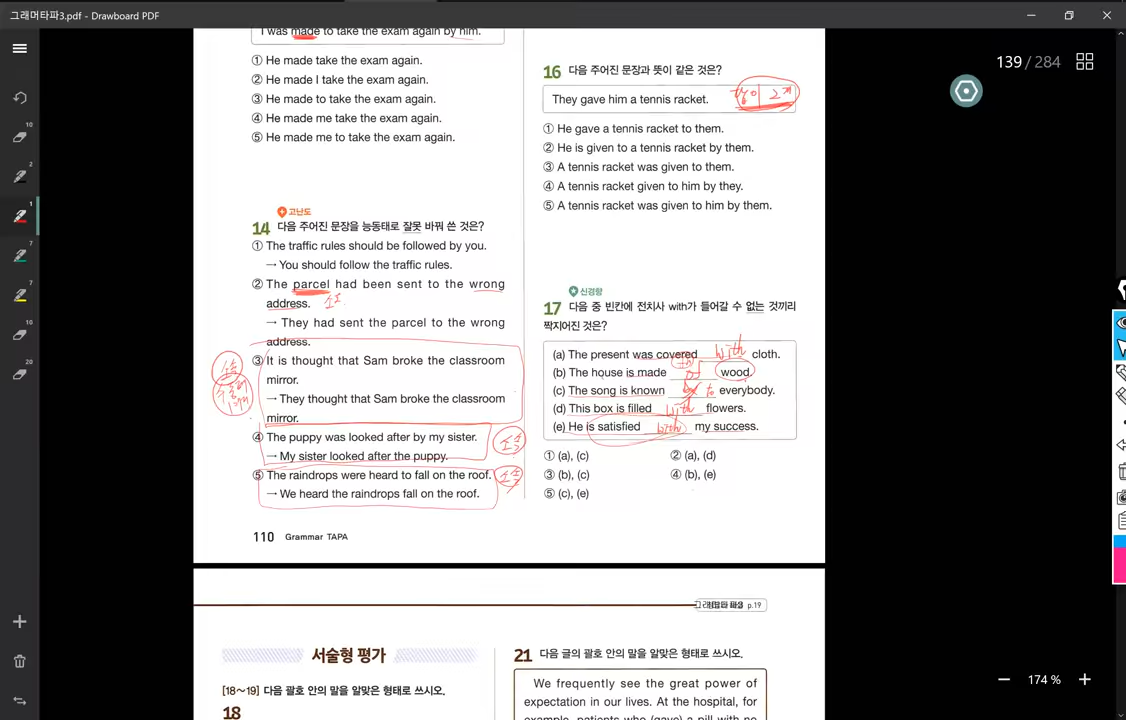 그래머타파3.pdf - Drawboard PDF
139 / 284
I was made to take the exam again by him.
① He made take the exam again.
② He made I take the exam again.
③ He made to take the exam again.
④ He made me take the exam again.
⑤ He made me to take the exam again.
고난도
14 다음 주어진 문장을 능동태로 잘못 바꿔 쓴 것은?
① The traffic rules should be followed by you.
→ You should follow the traffic rules.
② The parcel had been sent to the wrong
address.
→ They had sent the parcel to the wrong
address.
③ It is thought that Sam broke the classroom
mirror.
→ They thought that Sam broke the classroom
mirror.
④ The puppy was looked after by my sister.
→ My sister looked after the puppy.
⑤ The raindrops were heard to fall on the roof.
→ We heard the raindrops fall on the roof.
110 Grammar TAPA
16 다음 주어진 문장과 뜻이 같은 것은?
They gave him a tennis racket.
① He gave a tennis racket to them.
② He is given to a tennis racket by them.
③ A tennis racket was given to them.
④ A tennis racket given to him by they.
⑤ A tennis racket was given to him by them.
신경향
17 다음 중 빈칸에 전치사 with가 들어갈 수 없는 것끼리
짝지어진 것은?
(a) The present was covered with cloth.
(b) The house is made of wood.
(c) The song is known to everybody.
(d) This box is filled with flowers.
(e) He is satisfied with my success.
① (a), (c) ② (a), (d)
③ (b), (c) ④ (b), (e)
⑤ (c), (e)
p.19
서술형 평가
[18~19] 다음 괄호 안의 말을 알맞은 형태로 쓰시오.
18
21 다음 글의 괄호 안의 말을 알맞은 형태로 쓰시오.
We frequently see the great power of
expectation in our lives. At the hospital, for
example, patients who (gave) a pill with no
10
2
1
7
7
10
20
174 %